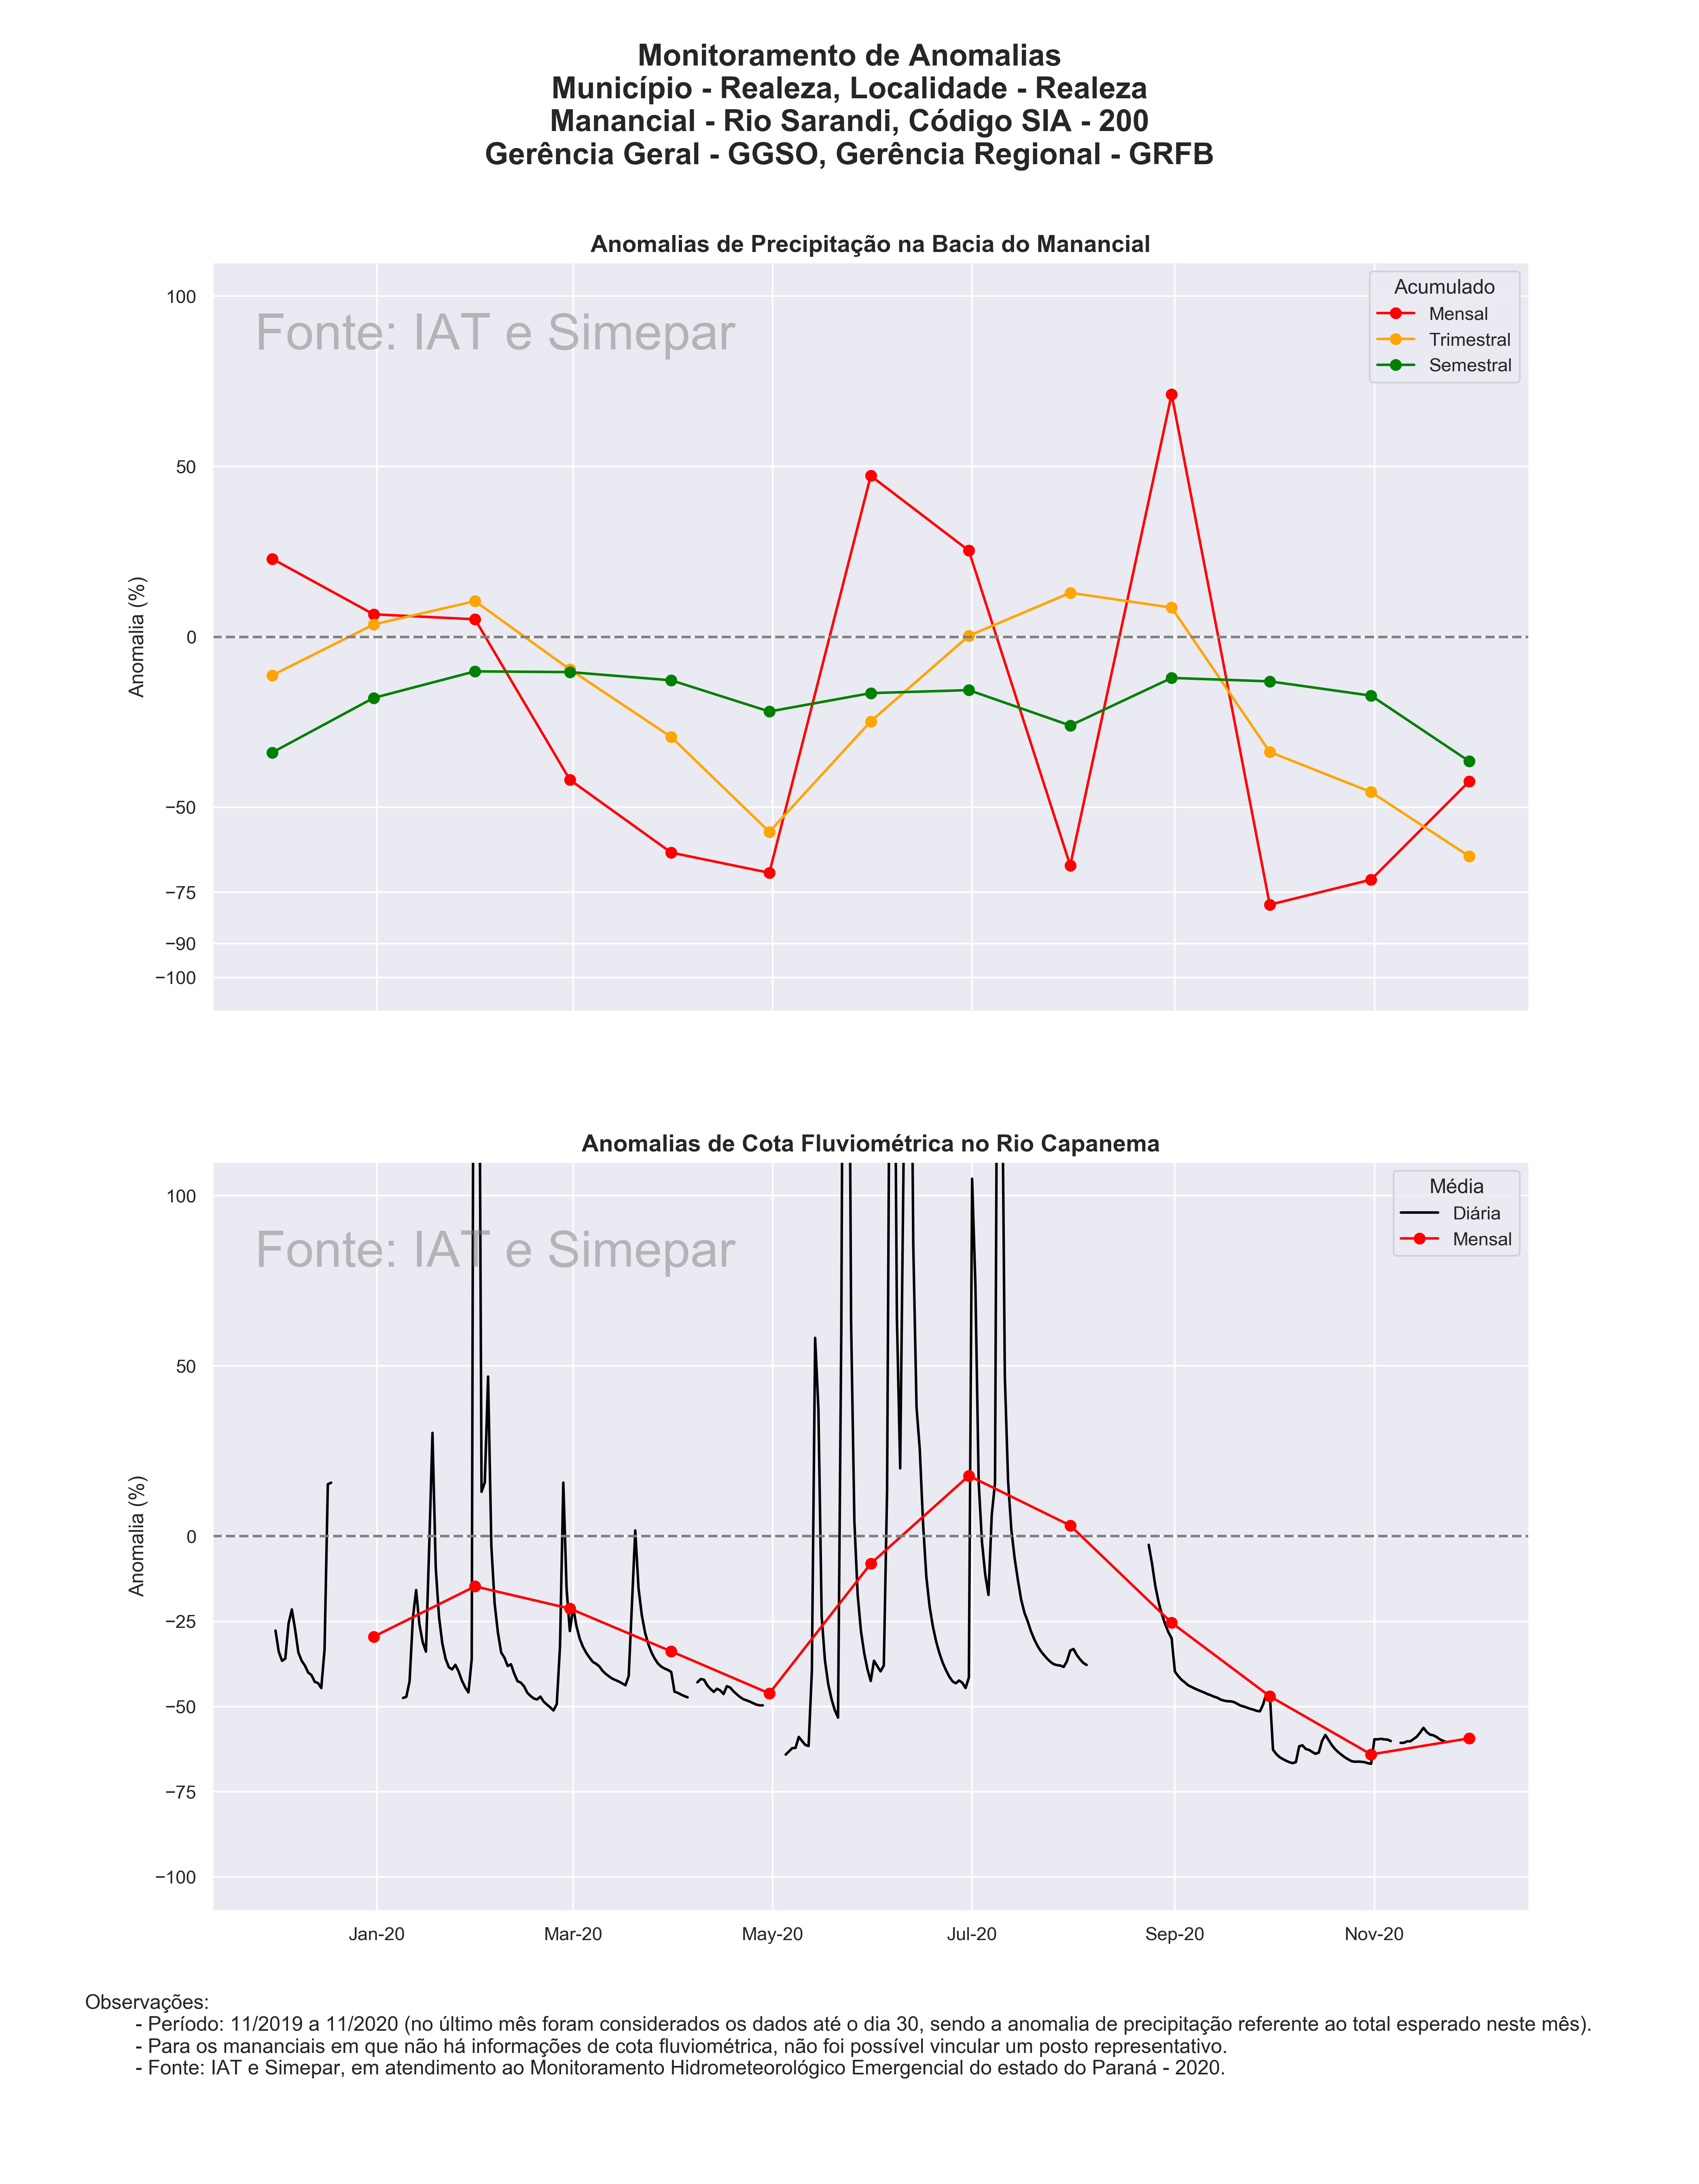 Monitoramento de Anomalias
Município - Realeza, Localidade - Realeza
Manancial - Rio Sarandi, Código SIA - 200
Gerência Geral - GGSO, Gerência Regional - GRFB
Anomalias de Precipitação na Bacia do Manancial
Fonte: IAT e Simepar
Acumulado
Mensal
Trimestral
Semestral
Anomalia (%)
100
50
0
−50
−75
−90
−100
Anomalias de Cota Fluviométrica no Rio Capanema
Fonte: IAT e Simepar
Média
Diária
Mensal
Anomalia (%)
100
50
0
−25
−50
−75
−100
Jan-20 Mar-20 May-20 Jul-20 Sep-20 Nov-20
Observações:
- Período: 11/2019 a 11/2020 (no último mês foram considerados os dados até o dia 30, sendo a anomalia de precipitação referente ao total esperado neste mês).
- Para os mananciais em que não há informações de cota fluviométrica, não foi possível vincular um posto representativo.
- Fonte: IAT e Simepar, em atendimento ao Monitoramento Hidrometeorológico Emergencial do estado do Paraná - 2020.